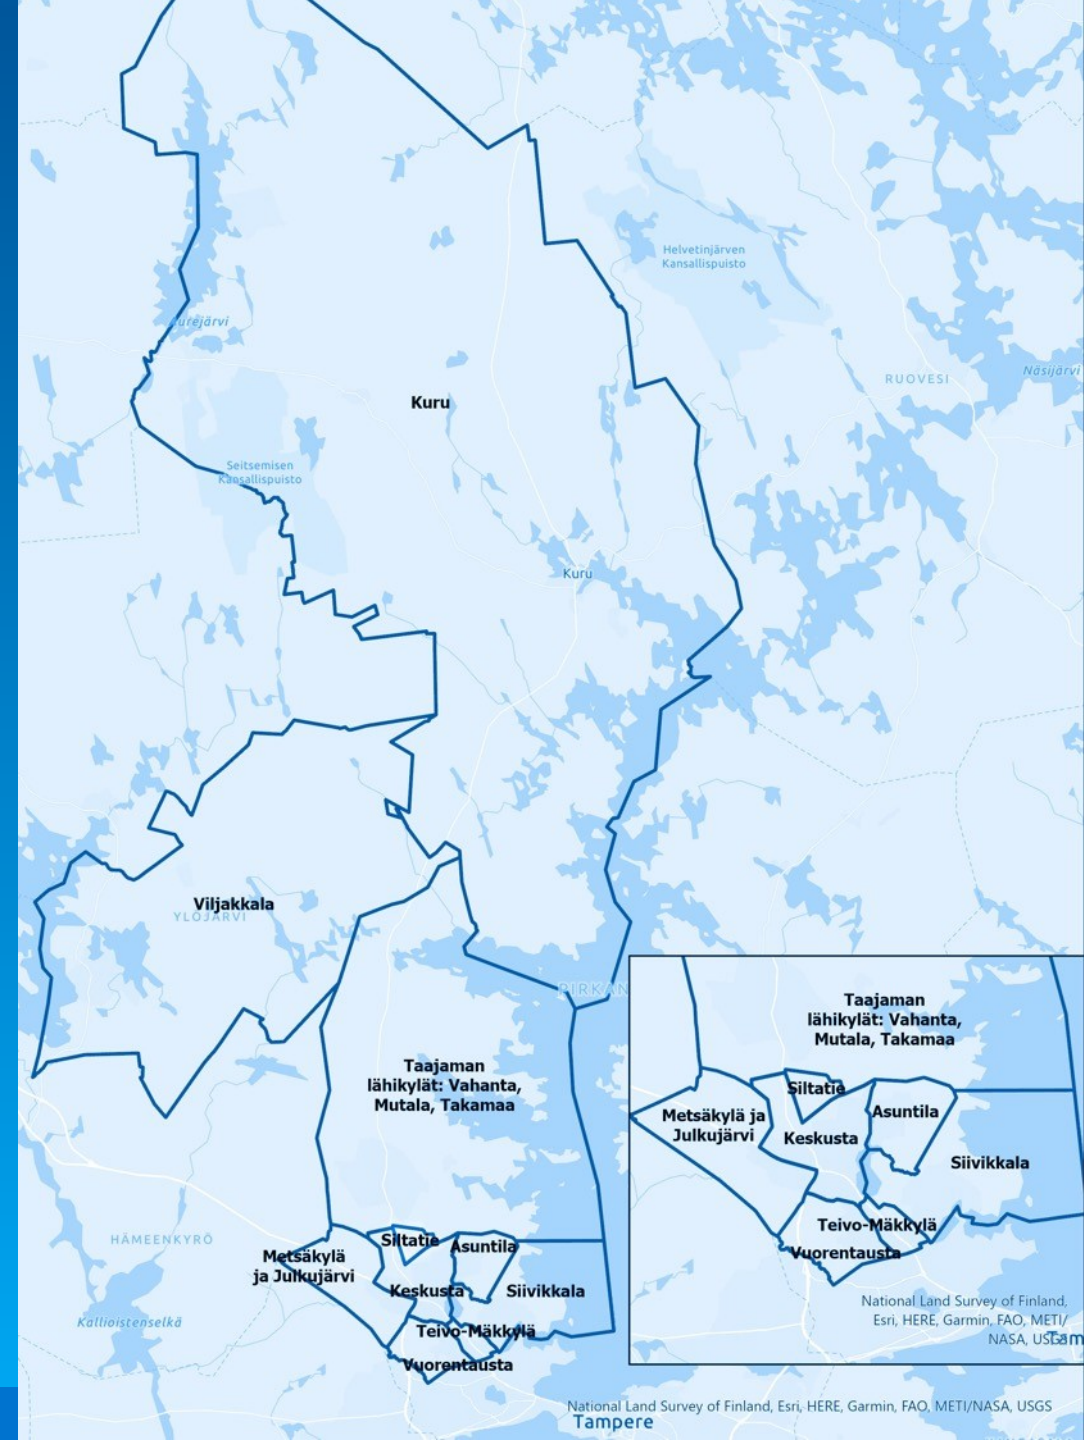 Helvetinjärven
Kansallispuisto
Aurejärvi
RUOVESI
Näsijärvi
Kuru
Seitsemisen
Kansallispuisto
Kuru
Viljakkala
YLÖJÄRVI
PIRKAN
Taajaman
lähikylät: Vahanta,
Mutala, Takamaa
HÄMEENKYRÖ
Kallioistenselkä
Siltatie
Asuntila
Metsäkylä
ja Julkujärvi
Keskusta
Siivikkala
Teivo-Mäkkylä
Vuorentausta
Taajaman
lähikylät: Vahanta,
Mutala, Takamaa
Siltatie
Metsäkylä ja
Julkujärvi
Asuntila
Keskusta
Siivikkala
Teivo-Mäkkylä
Vuorentausta
National Land Survey of Finland,
Esri, HERE, Garmin, FAO, METI/
NASA, USGS
Tam
National Land Survey of Finland, Esri, HERE, Garmin, FAO, METI/NASA, USGS
Tampere